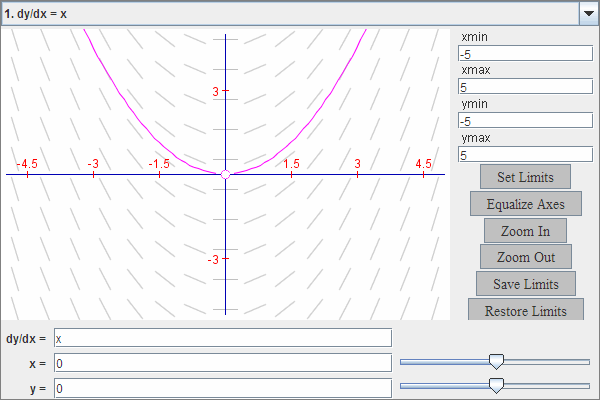 1. dy/dx = x
xmin
-5
xmax
5
ymin
-5
ymax
5
Set Limits
Equalize Axes
Zoom In
Zoom Out
Save Limits
Restore Limits
3
-4.5 -3 -1.5 1.5 3 4.5
-3
dy/dx = x
x = 0
y = 0